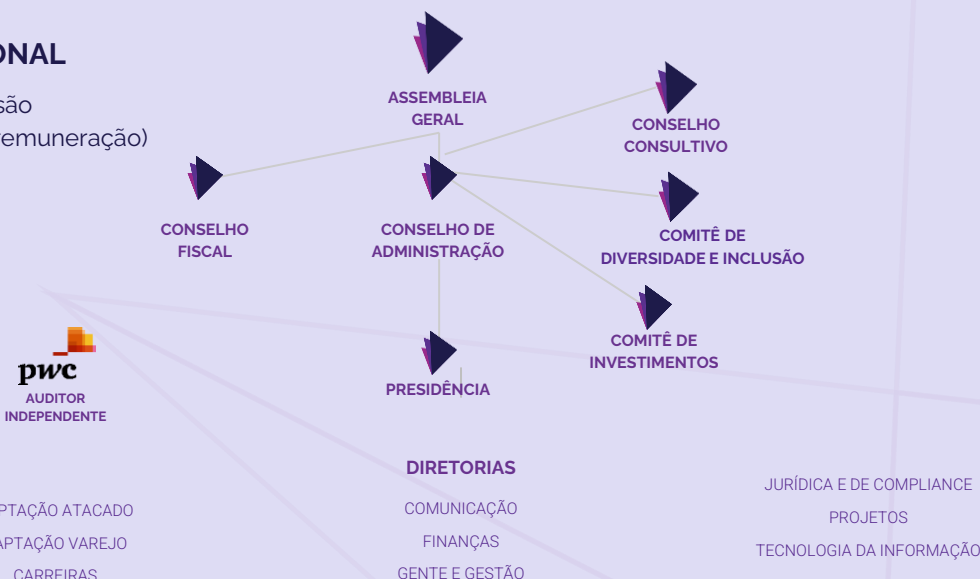 ONAL
são
remuneração)
ASSEMBLEIA
GERAL
CONSELHO
CONSULTIVO
CONSELHO
FISCAL
CONSELHO DE
ADMINISTRAÇÃO
COMITÊ DE
DIVERSIDADE E INCLUSÃO
COMITÊ DE
INVESTIMENTOS
pwc
AUDITOR
INDEPENDENTE
PRESIDÊNCIA
DIRETORIAS
PTAÇÃO ATACADO
APTAÇÃO VAREJO
CARREIRAS
COMUNICAÇÃO
FINANÇAS
GENTE E GESTÃO
JURÍDICA E DE COMPLIANCE
PROJETOS
TECNOLOGIA DA INFORMAÇÃO